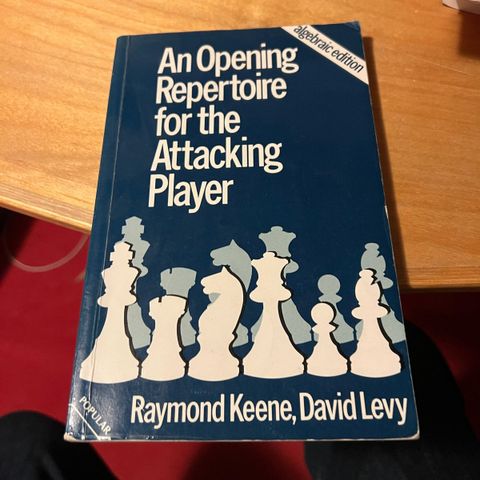 An Opening
Repertoire
for the
Attacking
Player
algebraic edition
Raymond Keene, David Levy
POPULAR